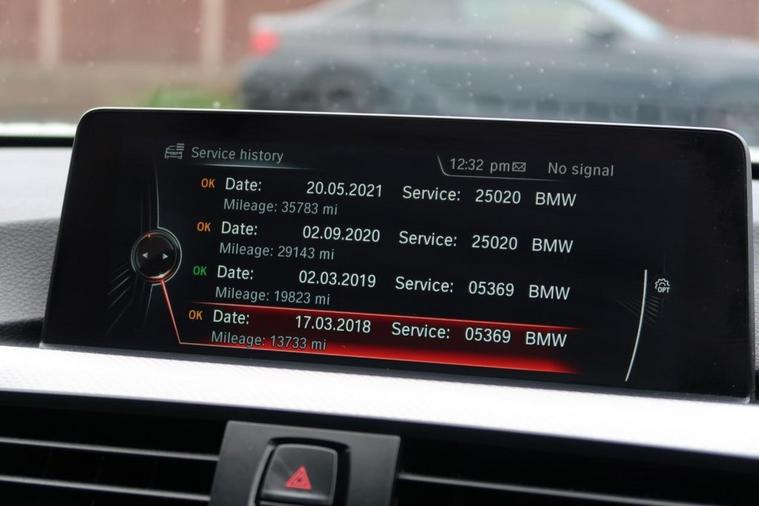 Service history
12:32 pm No signal
OK Date: 20.05.2021 Service: 25020 BMW
Mileage: 35783 mi
OK Date: 02.09.2020 Service: 25020 BMW
Mileage: 29143 mi
OK Date: 02.03.2019 Service: 05369 BMW
Mileage: 19823 mi
OK Date: 17.03.2018 Service: 05369 BMW
Mileage: 13733 mi
OPT